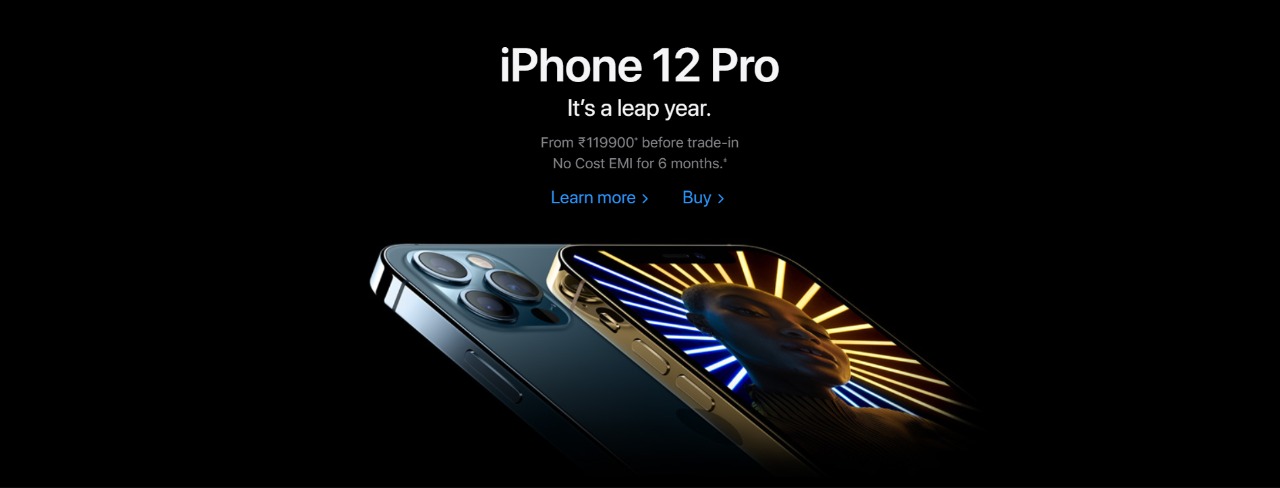 iPhone 12 Pro
It’s a leap year.
From ₹119900* before trade-in
No Cost EMI for 6 months.‡
Learn more > Buy >